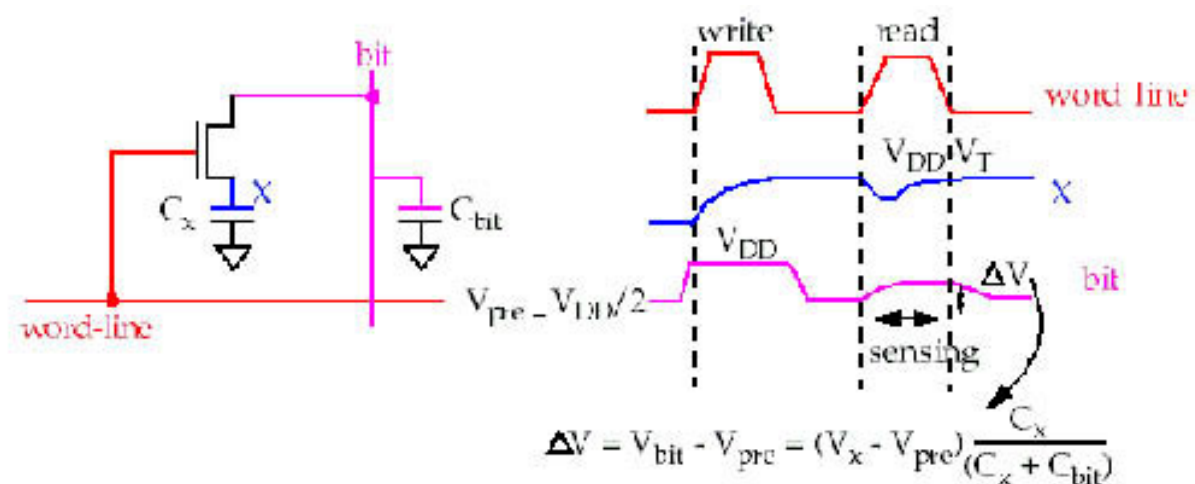 write read
bit
word-line
V_DD V_T
X
X
C_x C_bit
V_DD
ΔV bit
V_pre = V_DD/2
word-line
sensing
ΔV = V_bit - V_pre = (V_x - V_pre) C_x / (C_x + C_bit)